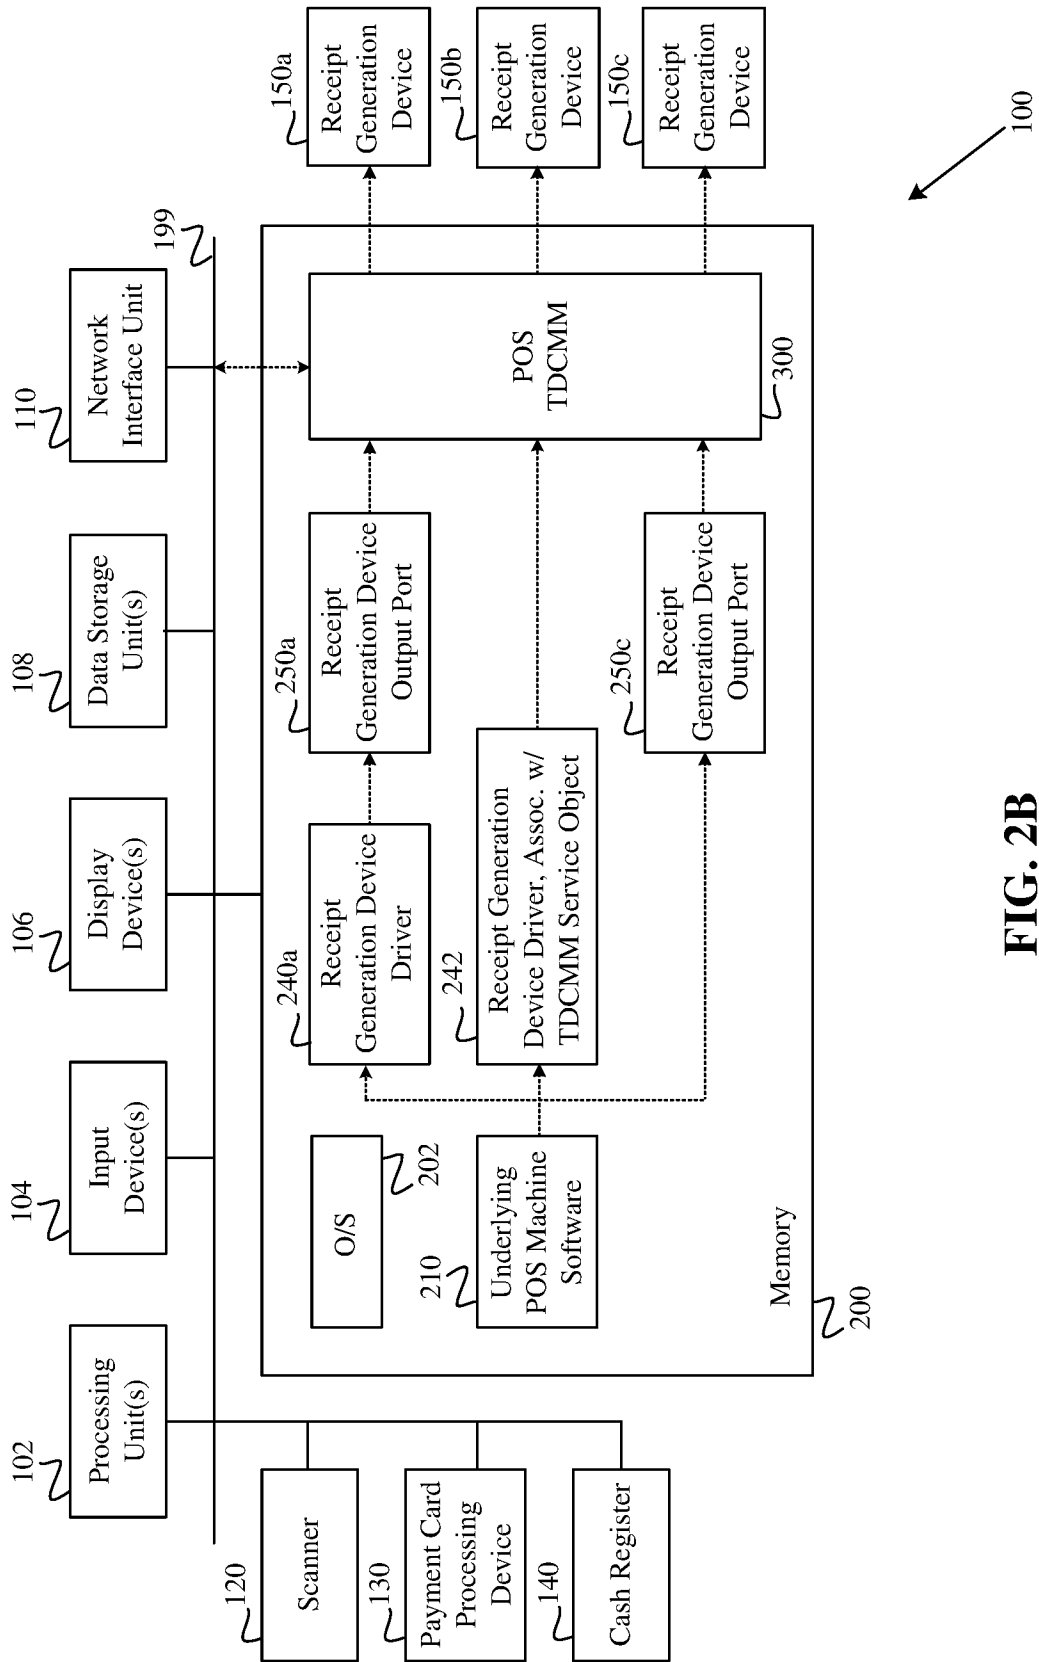 102
Processing
Unit(s)
104
Input
Device(s)
106
Display
Device(s)
108
Data Storage
Unit(s)
110
Network
Interface Unit
199
120
Scanner
130
Payment Card
Processing
Device
140
Cash Register
O/S
202
210
Underlying
POS Machine
Software
240a
Receipt
Generation Device
Driver
242
Receipt Generation
Device Driver, Assoc. w/
TDCMM Service Object
250a
Receipt
Generation Device
Output Port
250c
Receipt
Generation Device
Output Port
POS
TDCMM
300
150a
Receipt
Generation
Device
150b
Receipt
Generation
Device
150c
Receipt
Generation
Device
Memory
200
100
FIG. 2B